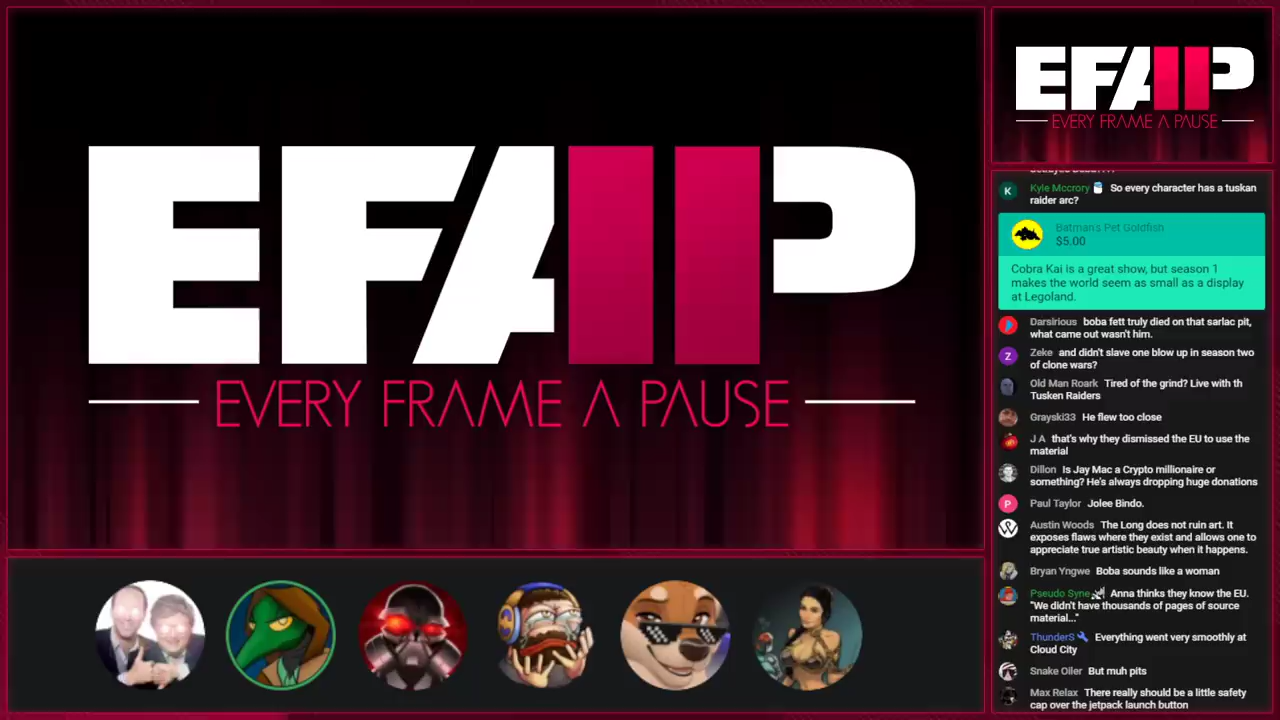 EFAP
EVERY FRAME A PAUSE
EFAP
EVERY FRAME A PAUSE
Kyle Mccrory So every character has a tuskan
raider arc?
Batman's Pet Goldfish
$5.00
Cobra Kai is a great show, but season 1
makes the world seem as small as a display
at Legoland.
Darsirious boba fett truly died on that sarlac pit,
what came out wasn't him.
Zeke and didn't slave one blow up in season two
of clone wars?
Old Man Roark Tired of the grind? Live with th
Tusken Raiders
Grayski33 He flew too close
J A that's why they dismissed the EU to use the
material
Dillon Is Jay Mac a Crypto millionaire or
something? He's always dropping huge donations
Paul Taylor Jolee Bindo.
Austin Woods The Long does not ruin art. It
exposes flaws where they exist and allows one to
appreciate true artistic beauty when it happens.
Bryan Yngwe Boba sounds like a woman
Pseudo Syne Anna thinks they know the EU.
"We didn't have thousands of pages of source
material..."
ThunderS Everything went very smoothly at
Cloud City
Snake Oiler But muh pits
Max Relax There really should be a little safety
cap over the jetpack launch button